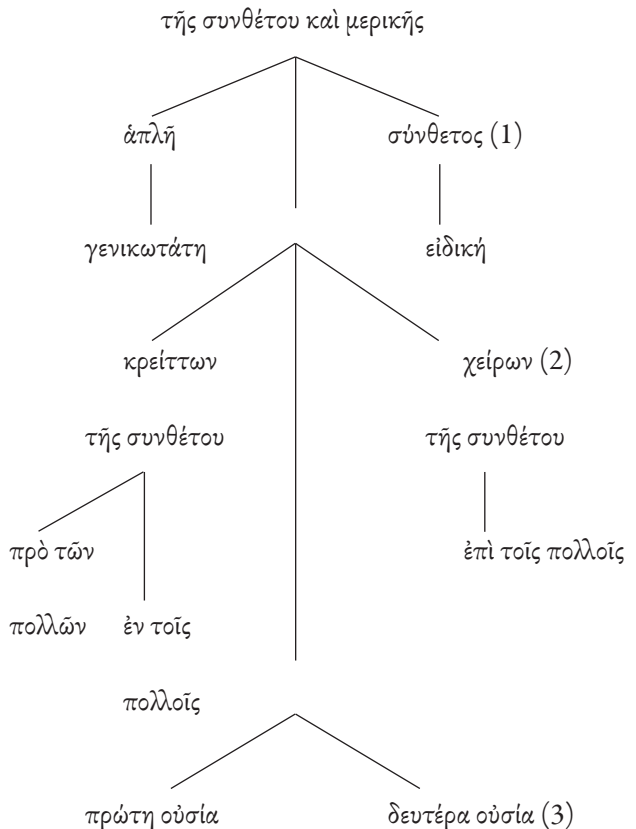 τῆς συνθέτου καὶ μερικῆς
ἁπλῆ σύνθετος (1)
γενικωτάτη εἰδική
κρείττων χείρων (2)
τῆς συνθέτου τῆς συνθέτου
πρὸ τῶν ἐπὶ τοῖς πολλοῖς
πολλῶν ἐν τοῖς
πολλοῖς
πρώτη οὐσία δευτέρα οὐσία (3)